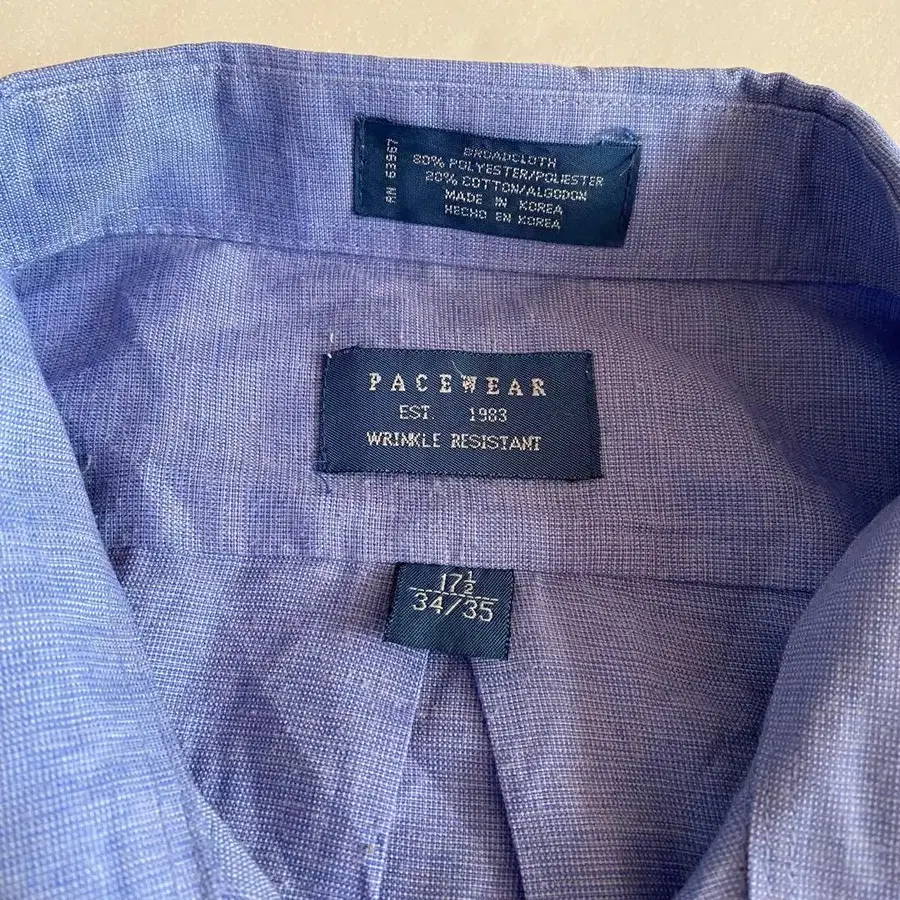 RN 63967
BROADCLOTH
80% POLYESTER/POLIESTER
20% COTTON/ALGODON
MADE IN KOREA
HECHO EN KOREA
PACEWEAR
EST. 1983
WRINKLE RESISTANT
17½
34/35